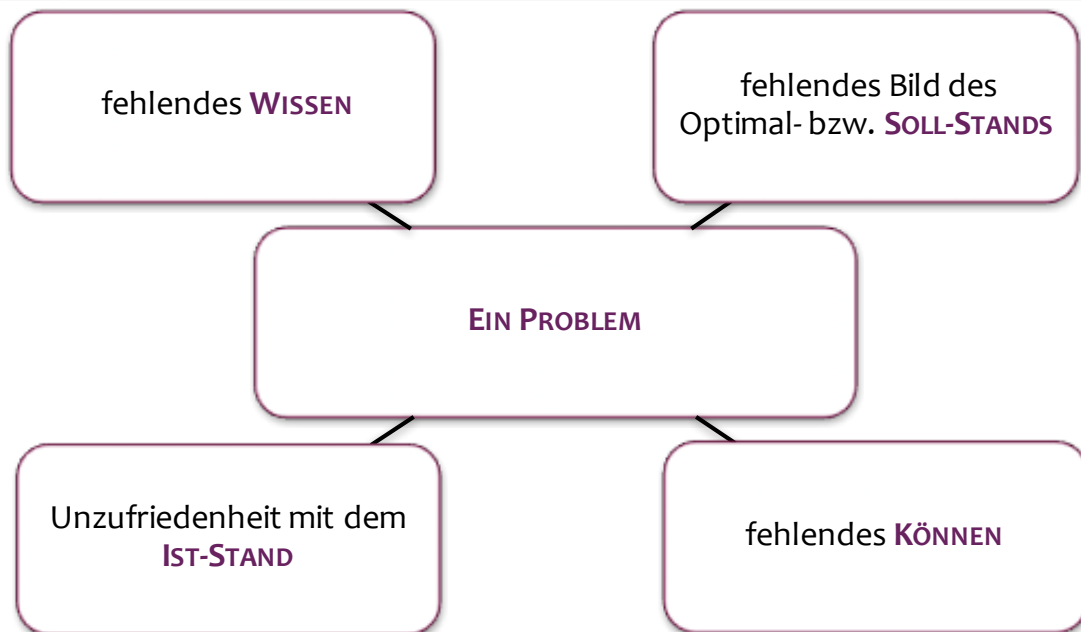 fehlendes WISSEN
fehlendes Bild des
Optimal- bzw. SOLL-STANDS
EIN PROBLEM
Unzufriedenheit mit dem
IST-STAND
fehlendes KÖNNEN